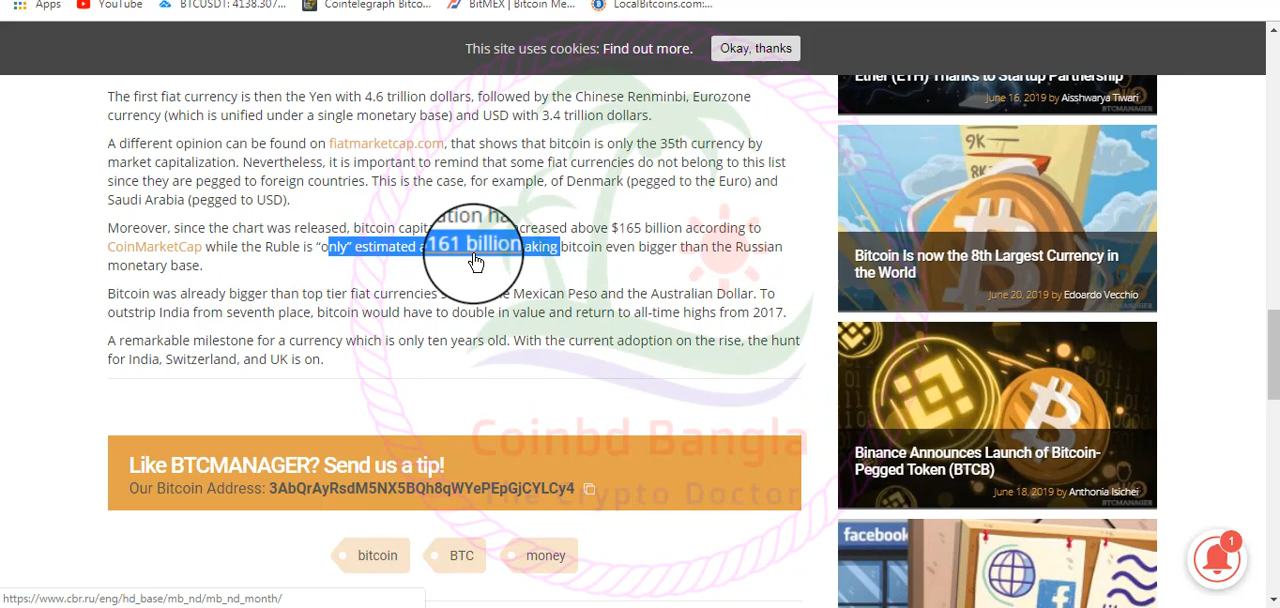 Apps YouTube BTCUSDT: 4138.307... Cointelegraph Bitco... BitMEX | Bitcoin Me... LocalBitcoins.com:...
This site uses cookies: Find out more. Okay, thanks
The first fiat currency is then the Yen with 4.6 trillion dollars, followed by the Chinese Renminbi, Eurozone
currency (which is unified under a single monetary base) and USD with 3.4 trillion dollars.
A different opinion can be found on fiatmarketcap.com, that shows that bitcoin is only the 35th currency by
market capitalization. Nevertheless, it is important to remind that some fiat currencies do not belong to this list
since they are pegged to foreign countries. This is the case, for example, of Denmark (pegged to the Euro) and
Saudi Arabia (pegged to USD).
Moreover, since the chart was released, bitcoin capit ation ha creased above $165 billion according to
CoinMarketCap while the Ruble is “only” estimated a 161 billion aking bitcoin even bigger than the Russian
monetary base.
Bitcoin was already bigger than top tier fiat currencies s Mexican Peso and the Australian Dollar. To
outstrip India from seventh place, bitcoin would have to double in value and return to all-time highs from 2017.
A remarkable milestone for a currency which is only ten years old. With the current adoption on the rise, the hunt
for India, Switzerland, and UK is on.
Coinbd Bangla
The Crypto Doctor
Like BTCMANAGER? Send us a tip!
Our Bitcoin Address: 3AbQrAyRsdM5NX5BQh8qWYePEpGjCYLCy4
bitcoin
BTC
money
Ether (ETH) Thanks to Startup Partnership
June 16, 2019 by Aisshwarya Tiwari
9K
8K
Bitcoin Is now the 8th Largest Currency in
the World
June 20, 2019 by Edoardo Vecchio
Binance Announces Launch of Bitcoin-
Pegged Token (BTCB)
June 18, 2019 by Anthonia Isichei
BTCMANAGER
facebook
1
https://www.cbr.ru/eng/hd_base/mb_nd/mb_nd_month/